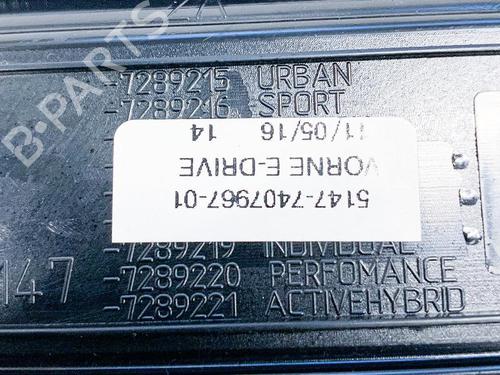 B-PARTS
-7289215 URBAN
-7289216 SPORT
5147-7407967-01
VORNE E-DRIVE
11/05/16 14
-7289219 INDIVIDUAL
147
-7289220 PERFOMANCE
-7289221 ACTIVEHYBRID